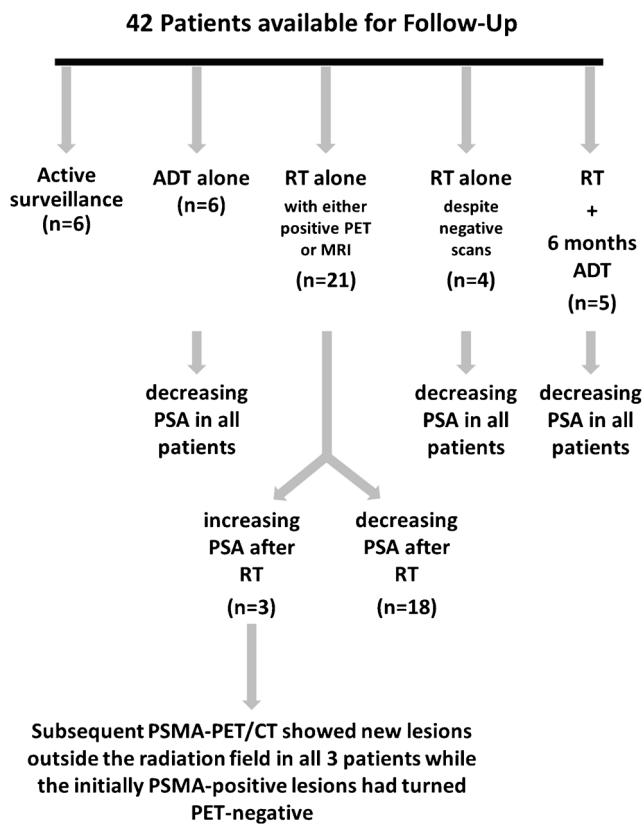 42 Patients available for Follow-Up
Active
surveillance
(n=6)
ADT alone
(n=6)
RT alone
with either
positive PET
or MRI
(n=21)
RT alone
despite
negative
scans
(n=4)
RT
+
6 months
ADT
(n=5)
decreasing
PSA in all
patients
decreasing
PSA in all
patients
decreasing
PSA in all
patients
increasing
PSA after
RT
(n=3)
decreasing
PSA after
RT
(n=18)
Subsequent PSMA-PET/CT showed new lesions
outside the radiation field in all 3 patients while
the initially PSMA-positive lesions had turned
PET-negative